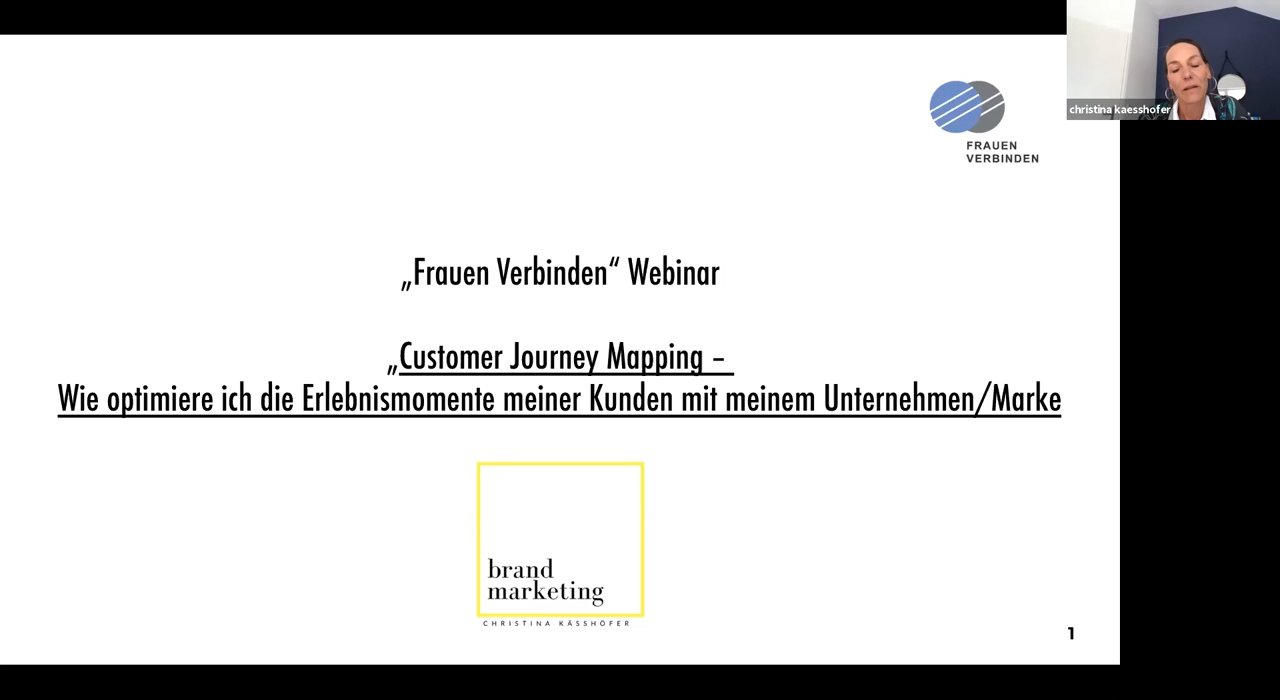 christina kaesshofer
FRAUEN
VERBINDEN
„Frauen Verbinden“ Webinar
„Customer Journey Mapping –
Wie optimiere ich die Erlebnismomente meiner Kunden mit meinem Unternehmen/Marke
brand
marketing
CHRISTINA KÄSSHÖFER
1